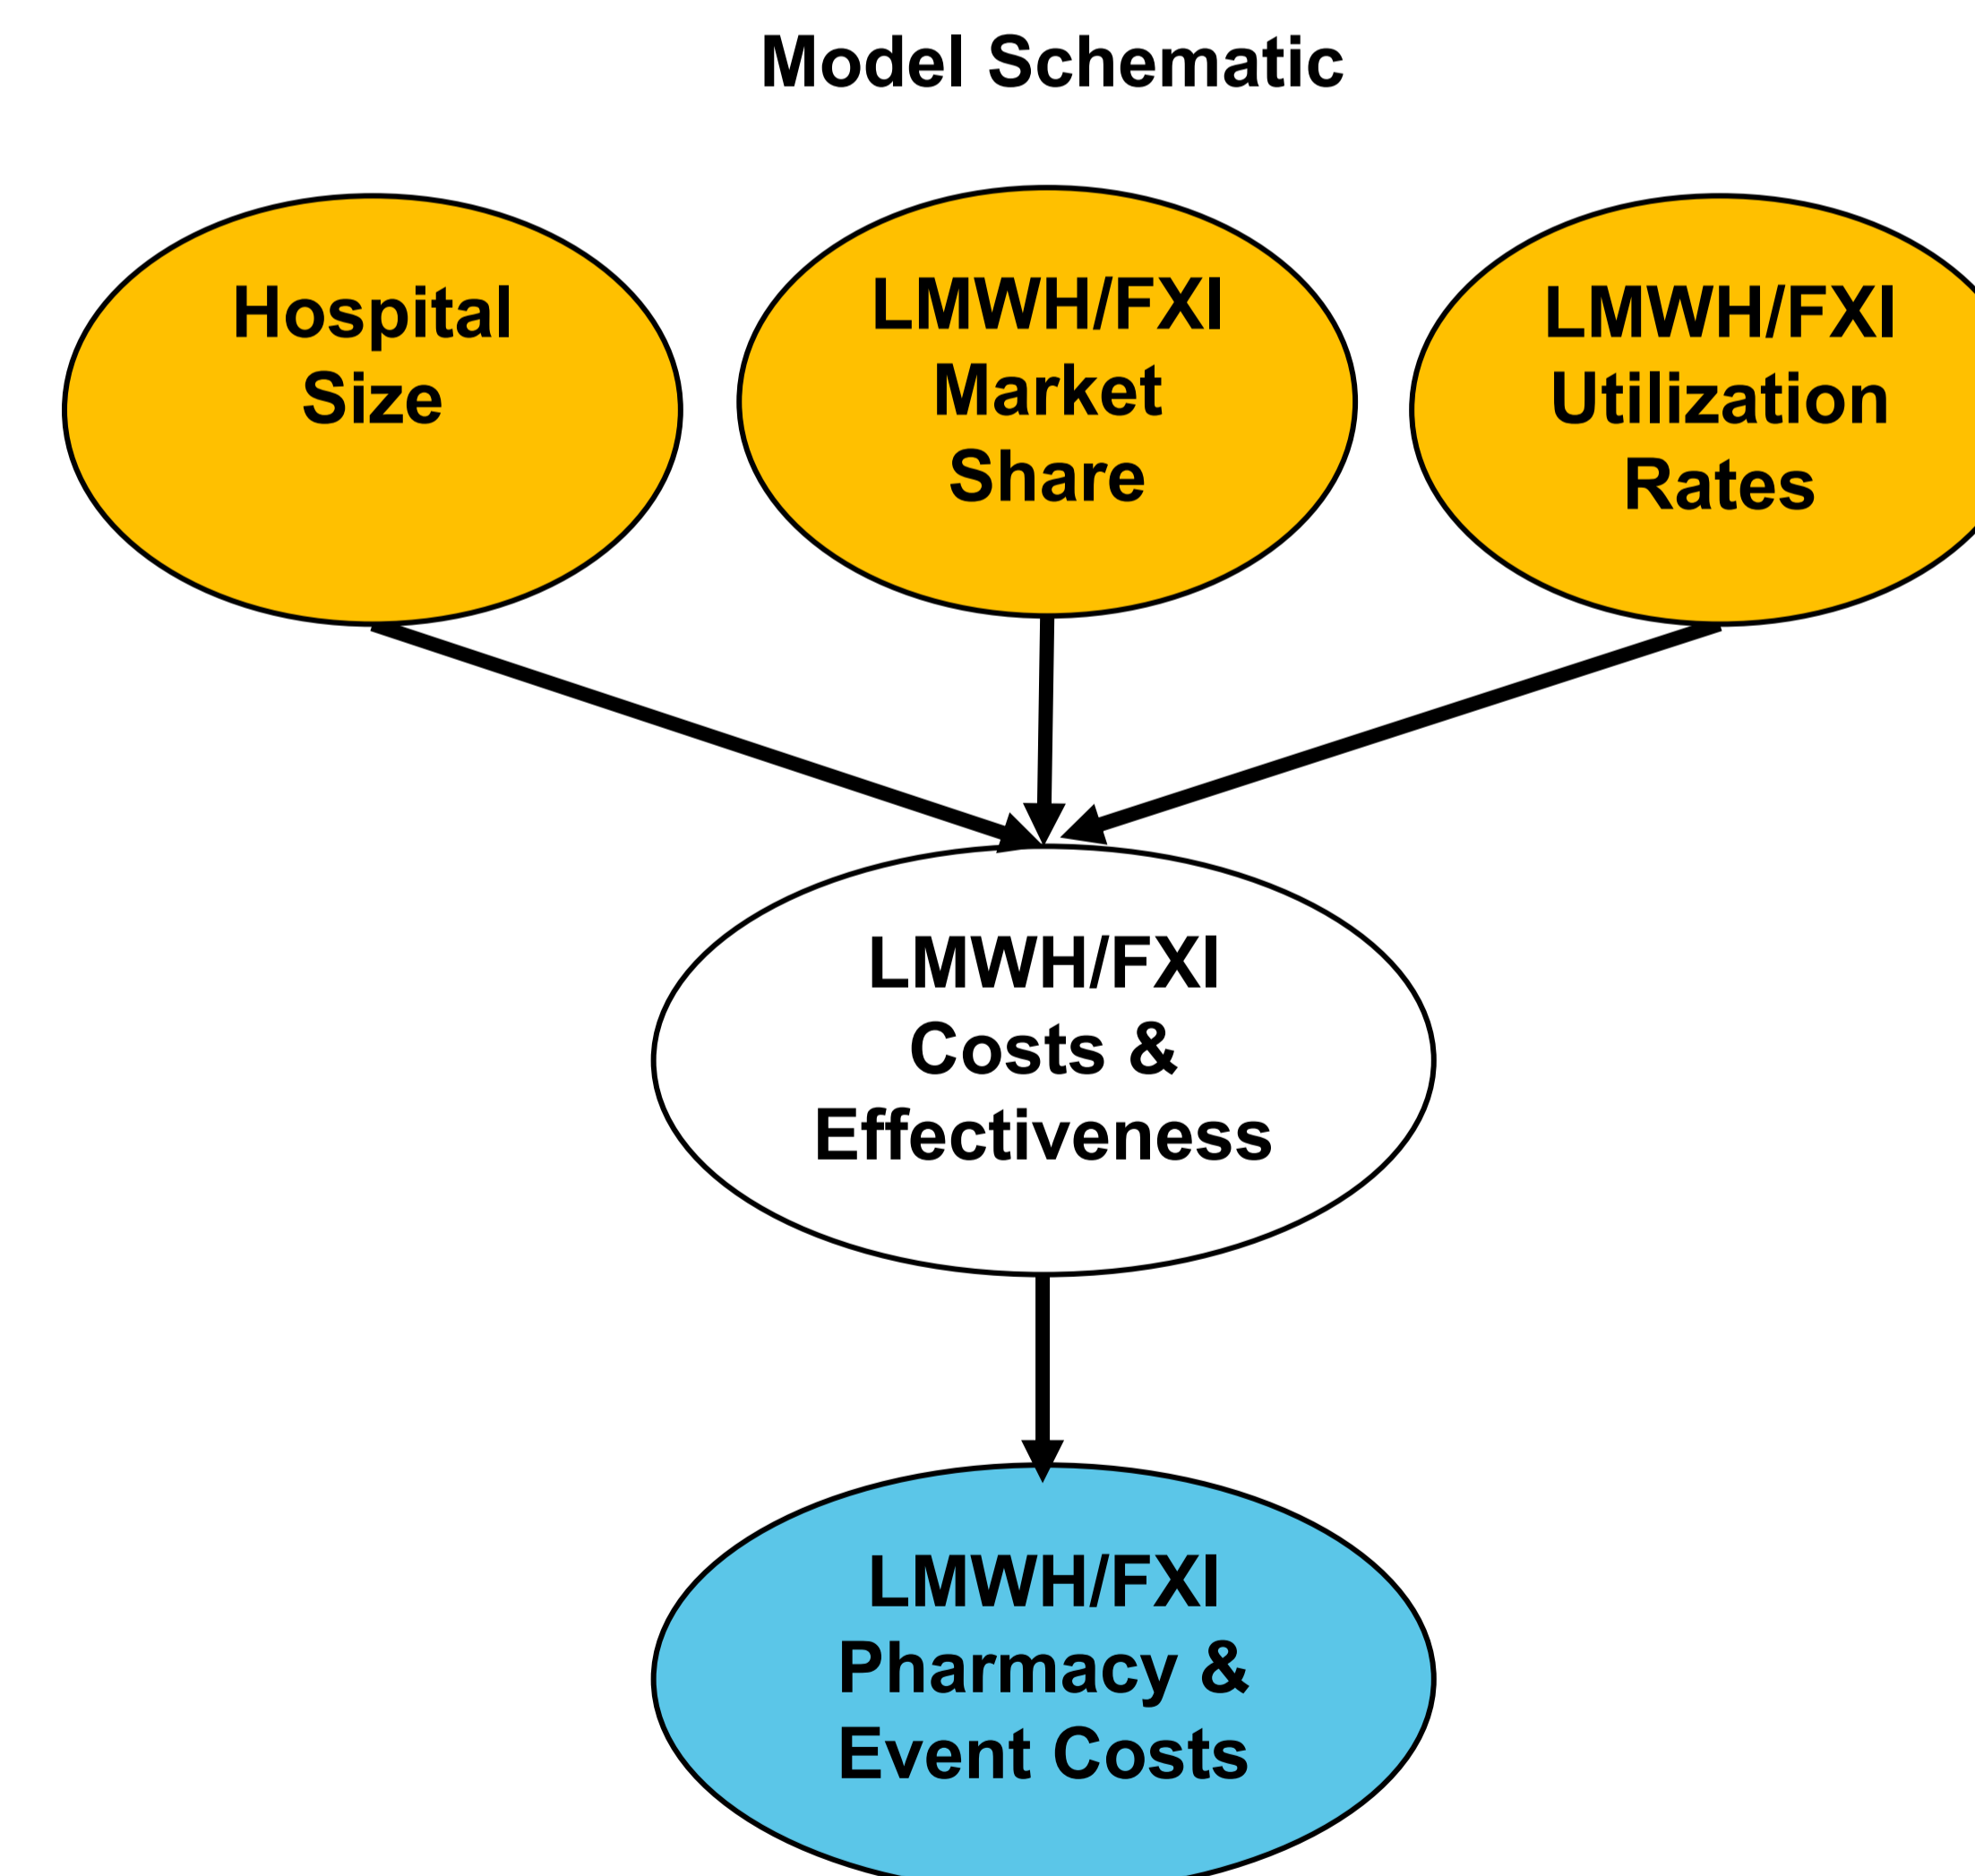 Model Schematic
Hospital
Size
LMWH/FXI
Market
Share
LMWH/FXI
Utilization
Rates
LMWH/FXI
Costs &
Effectiveness
LMWH/FXI
Pharmacy &
Event Costs